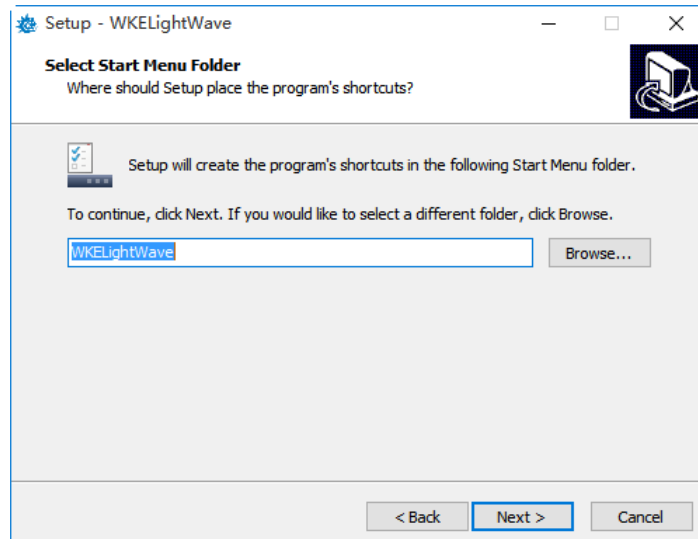 Setup - WKELightWave
Select Start Menu Folder
Where should Setup place the program's shortcuts?
Setup will create the program's shortcuts in the following Start Menu folder.
To continue, click Next. If you would like to select a different folder, click Browse.
WKELightWave
Browse...
< Back
Next >
Cancel